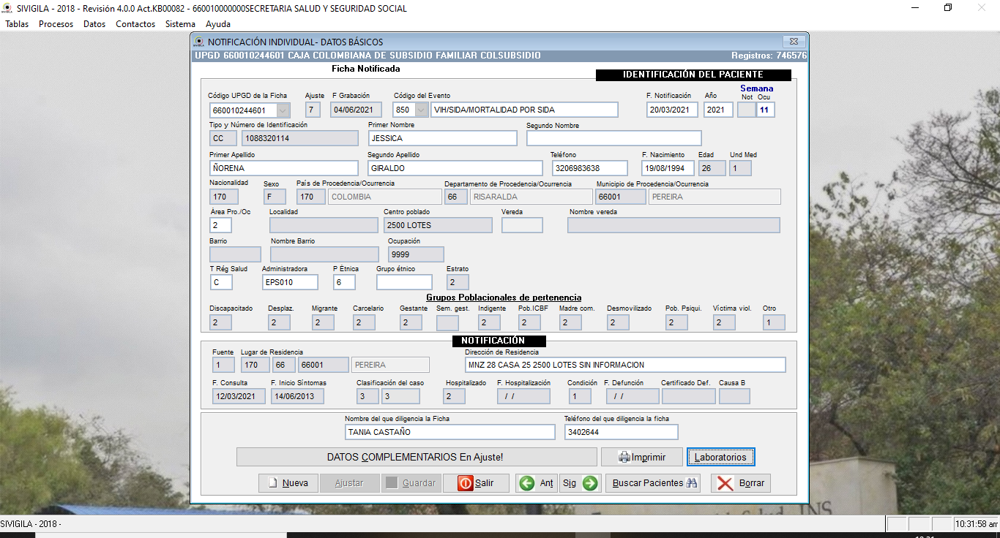 SIVIGILA - 2018 - Revisión 4.0.0 Act.KB00082 - 660010000000SECRETARIA SALUD Y SEGURIDAD SOCIAL
Tablas Procesos Datos Contactos Sistema Ayuda
NOTIFICACIÓN INDIVIDUAL- DATOS BÁSICOS
UPGD 660010244601 CAJA COLOMBIANA DE SUBSIDIO FAMILIAR COLSUBSIDIO Registros: 746576
Ficha Notificada
IDENTIFICACIÓN DEL PACIENTE
Semana
Código UPGD de la Ficha Ajuste F Grabación Código del Evento F. Notificación Año Not Ocu
660010244601 7 04/06/2021 850 VIH/SIDA/MORTALIDAD POR SIDA 20/03/2021 2021 11
Tipo y Número de Identificación Primer Nombre Segundo Nombre
CC 1088320114 JESSICA
Primer Apellido Segundo Apellido Teléfono F. Nacimiento Edad Und Med
ÑORENA GIRALDO 3206983638 19/08/1994 26 1
Nacionalidad Sexo País de Procedencia/Ocurrencia Departamento de Procedencia/Ocurrencia Municipio de Procedencia/Ocurrencia
170 F 170 COLOMBIA 66 RISARALDA 66001 PEREIRA
Área Pro./Oc Localidad Centro poblado Vereda Nombre vereda
2 2500 LOTES
Barrio Nombre Barrio Ocupación
9999
T Rég Salud Administradora P Étnica Grupo étnico Estrato
C EPS010 6 2
Grupos Poblacionales de pertenencia
Discapacitado Desplaz. Migrante Carcelario Gestante Sem. gest. Indigente Pob.ICBF Madre com. Desmovilizado Pob. Psiqui. Víctima viol. Otro
2 2 2 2 2 2 2 2 2 2 2 1
NOTIFICACIÓN
Fuente Lugar de Residencia Dirección de Residencia
1 170 66 66001 PEREIRA MNZ 28 CASA 25 2500 LOTES SIN INFORMACION
F. Consulta F. Inicio Síntomas Clasificación del caso Hospitalizado F. Hospitalización Condición F. Defunción Certificado Def. Causa B
12/03/2021 14/06/2013 3 3 2 / / 1 / /
Nombre del que diligencia la Ficha Teléfono del que diligencia la ficha
TANIA CASTAÑO 3402644
DATOS COMPLEMENTARIOS En Ajuste! Imprimir Laboratorios
Nueva Ajustar Guardar Salir Ant Sig Buscar Pacientes Borrar
INS
SIVIGILA - 2018 - 10:31:58 am